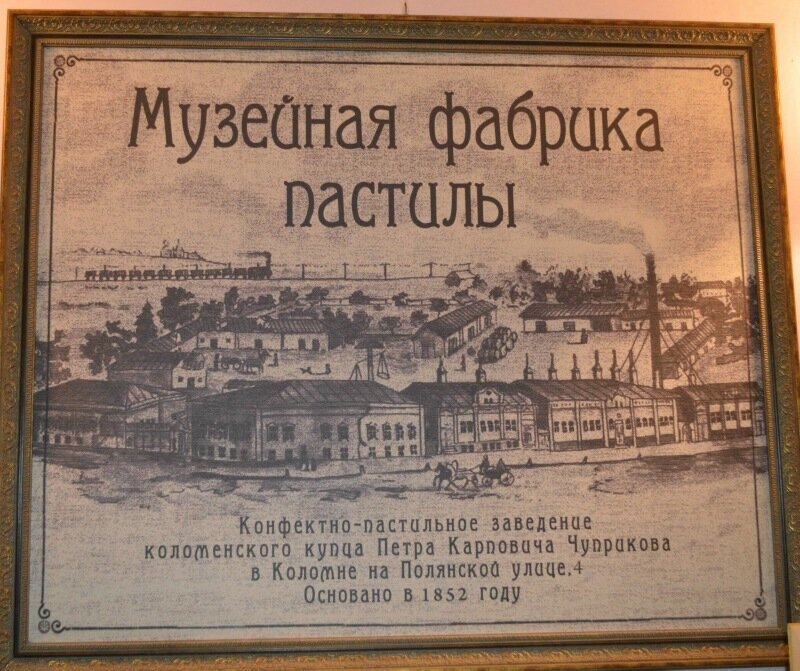 Музейная фабрика
пастилы
Конфектно-пастильное заведение
коломенского купца Петра Карповича Чуприкова
в Коломне на Полянской улице,4
Основано в 1852 году